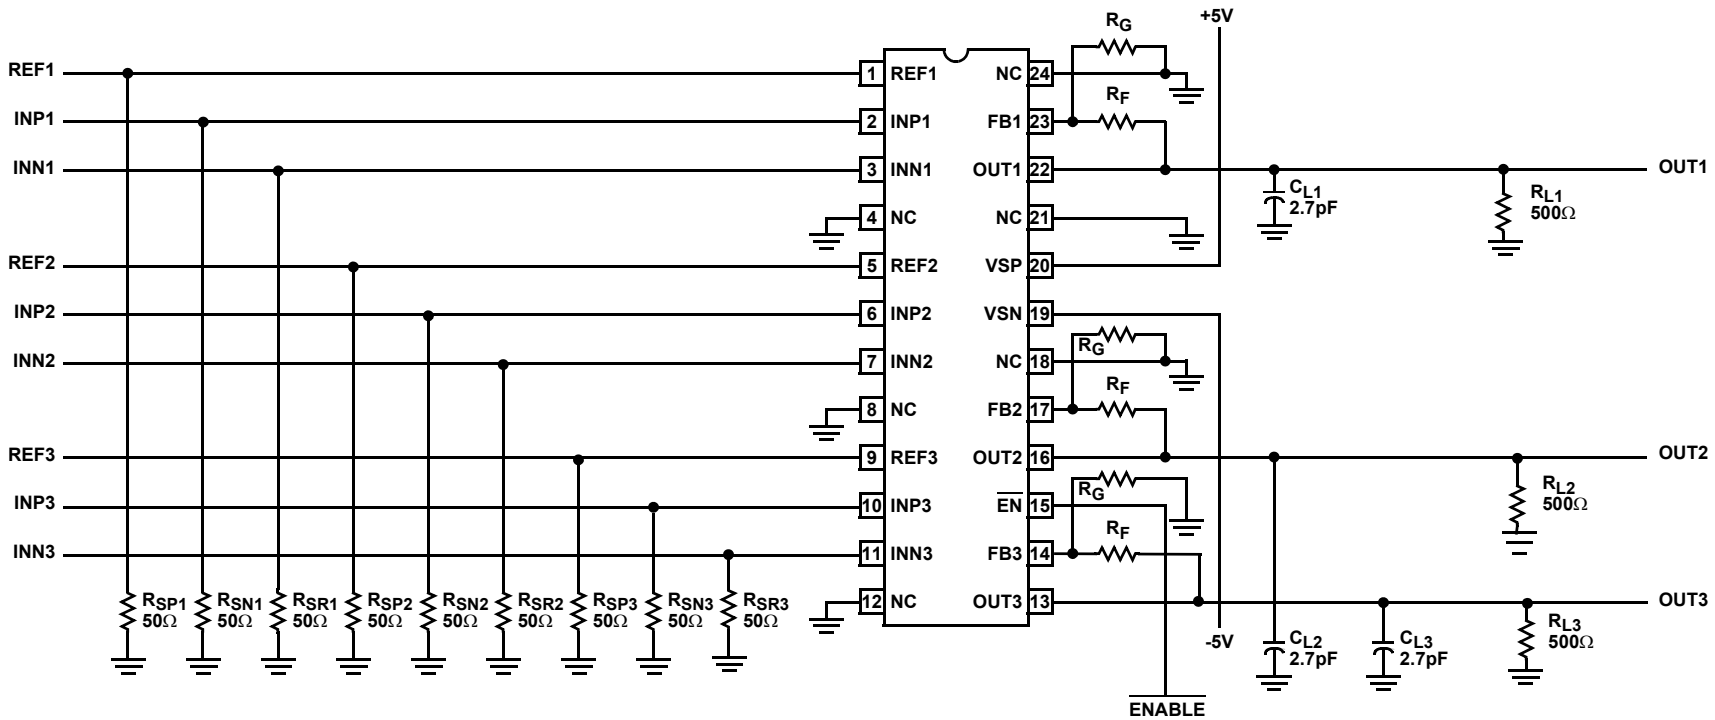 +5V
RG
REF1
1 REF1
NC 24
RF
INP1
2 INP1
FB1 23
INN1
3 INN1
OUT1 22
OUT1
CL1
2.7pF
RL1
500Ω
4 NC
NC 21
REF2
5 REF2
VSP 20
INP2
6 INP2
VSN 19
RG
INN2
7 INN2
NC 18
RF
8 NC
FB2 17
REF3
9 REF3
OUT2 16
OUT2
RG
RL2
500Ω
INP3
10 INP3
EN 15
RF
INN3
11 INN3
FB3 14
12 NC
OUT3 13
OUT3
RSP1
50Ω
RSN1
50Ω
RSR1
50Ω
RSP2
50Ω
RSN2
50Ω
RSR2
50Ω
RSP3
50Ω
RSN3
50Ω
RSR3
50Ω
-5V
CL2
2.7pF
CL3
2.7pF
RL3
500Ω
ENABLE